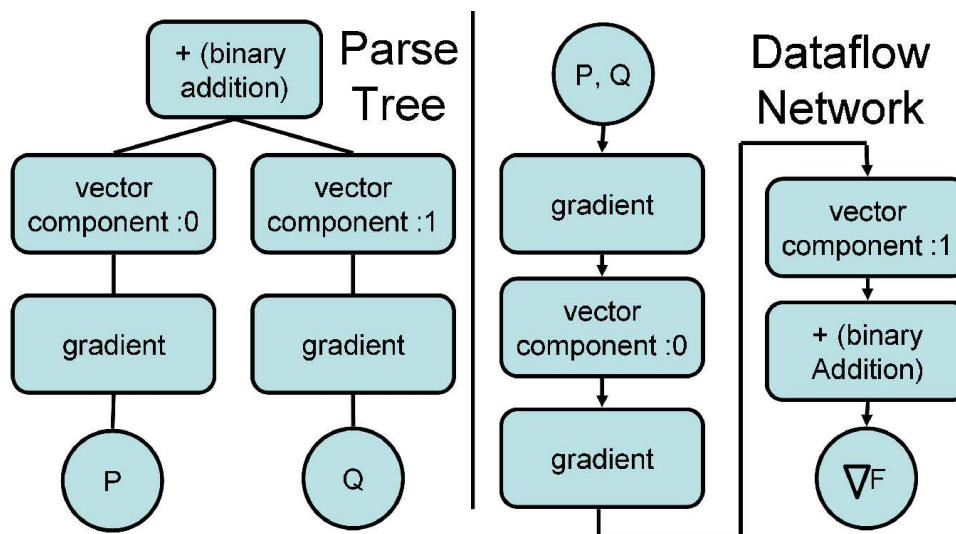 + (binary
addition)
Parse
Tree
vector
component :0
vector
component :1
gradient
gradient
P
Q
P, Q
gradient
vector
component :0
gradient
Dataflow
Network
vector
component :1
+ (binary
Addition)
∇F